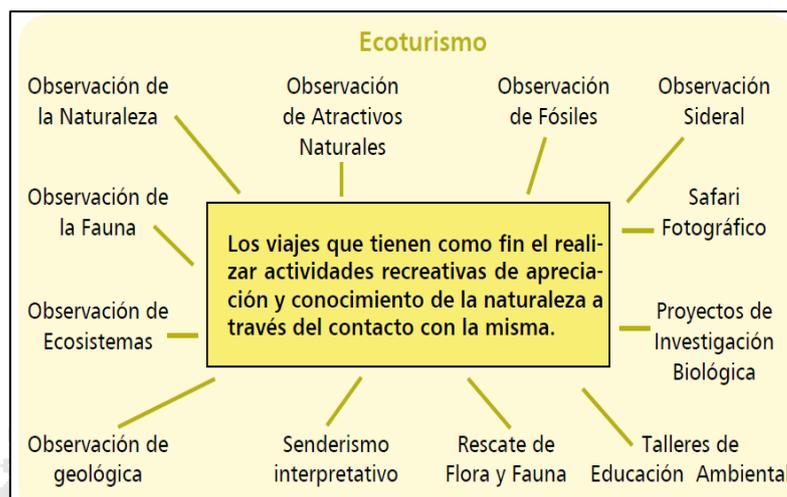 Ecoturismo
Observación de
la Naturaleza
Observación
de Atractivos
Naturales
Observación
de Fósiles
Observación
Sideral
Observación de
la Fauna
Safari
Fotográfico
Los viajes que tienen como fin el reali-
zar actividades recreativas de aprecia-
ción y conocimiento de la naturaleza a
través del contacto con la misma.
Observación de
Ecosistemas
Proyectos de
Investigación
Biológica
Observación de
geológica
Senderismo
interpretativo
Rescate de
Flora y Fauna
Talleres de
Educación Ambiental